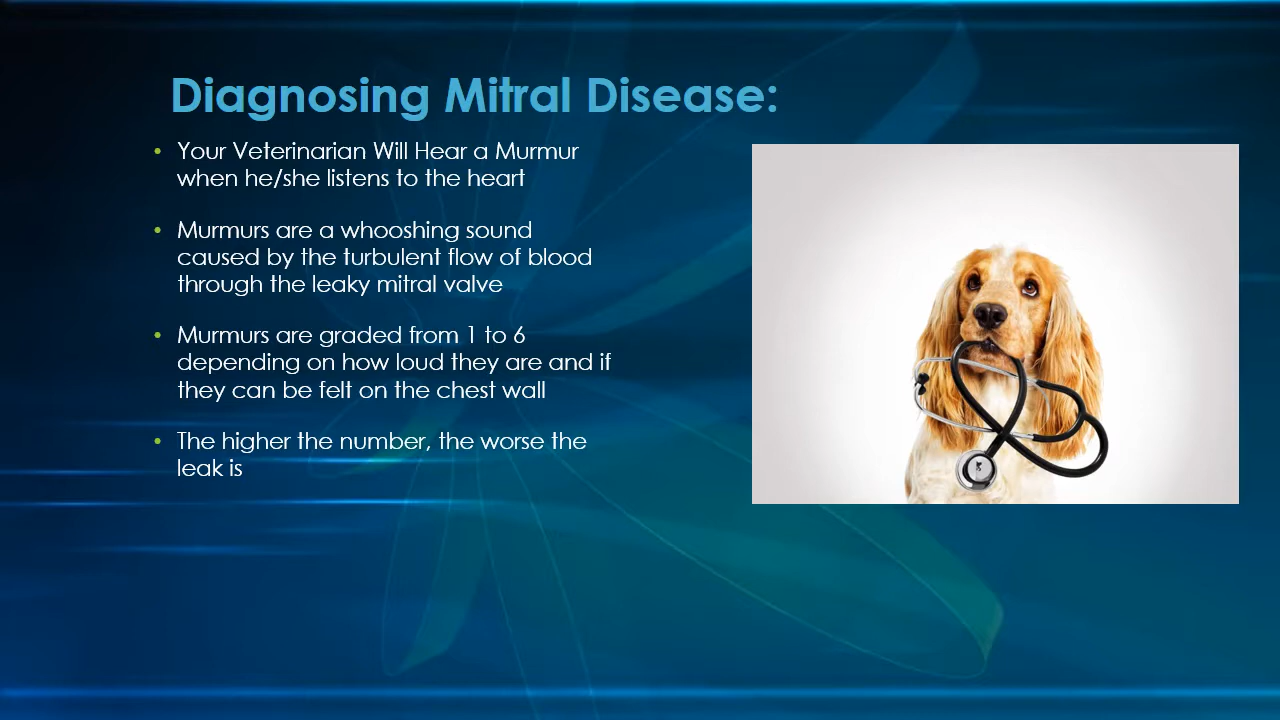 Diagnosing Mitral Disease:
• Your Veterinarian Will Hear a Murmur
when he/she listens to the heart
• Murmurs are a whooshing sound
caused by the turbulent flow of blood
through the leaky mitral valve
• Murmurs are graded from 1 to 6
depending on how loud they are and if
they can be felt on the chest wall
• The higher the number, the worse the
leak is